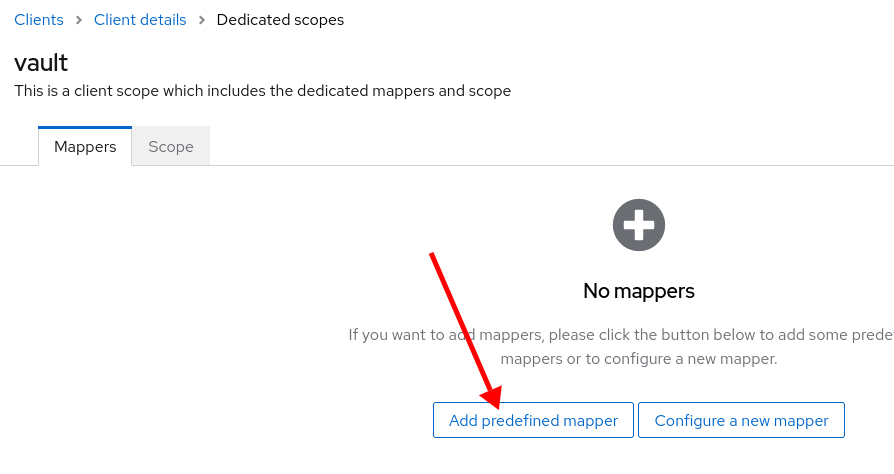 Clients > Client details > Dedicated scopes
vault
This is a client scope which includes the dedicated mappers and scope
Mappers Scope
No mappers
If you want to add mappers, please click the button below to add some prede
mappers or to configure a new mapper.
Add predefined mapper Configure a new mapper